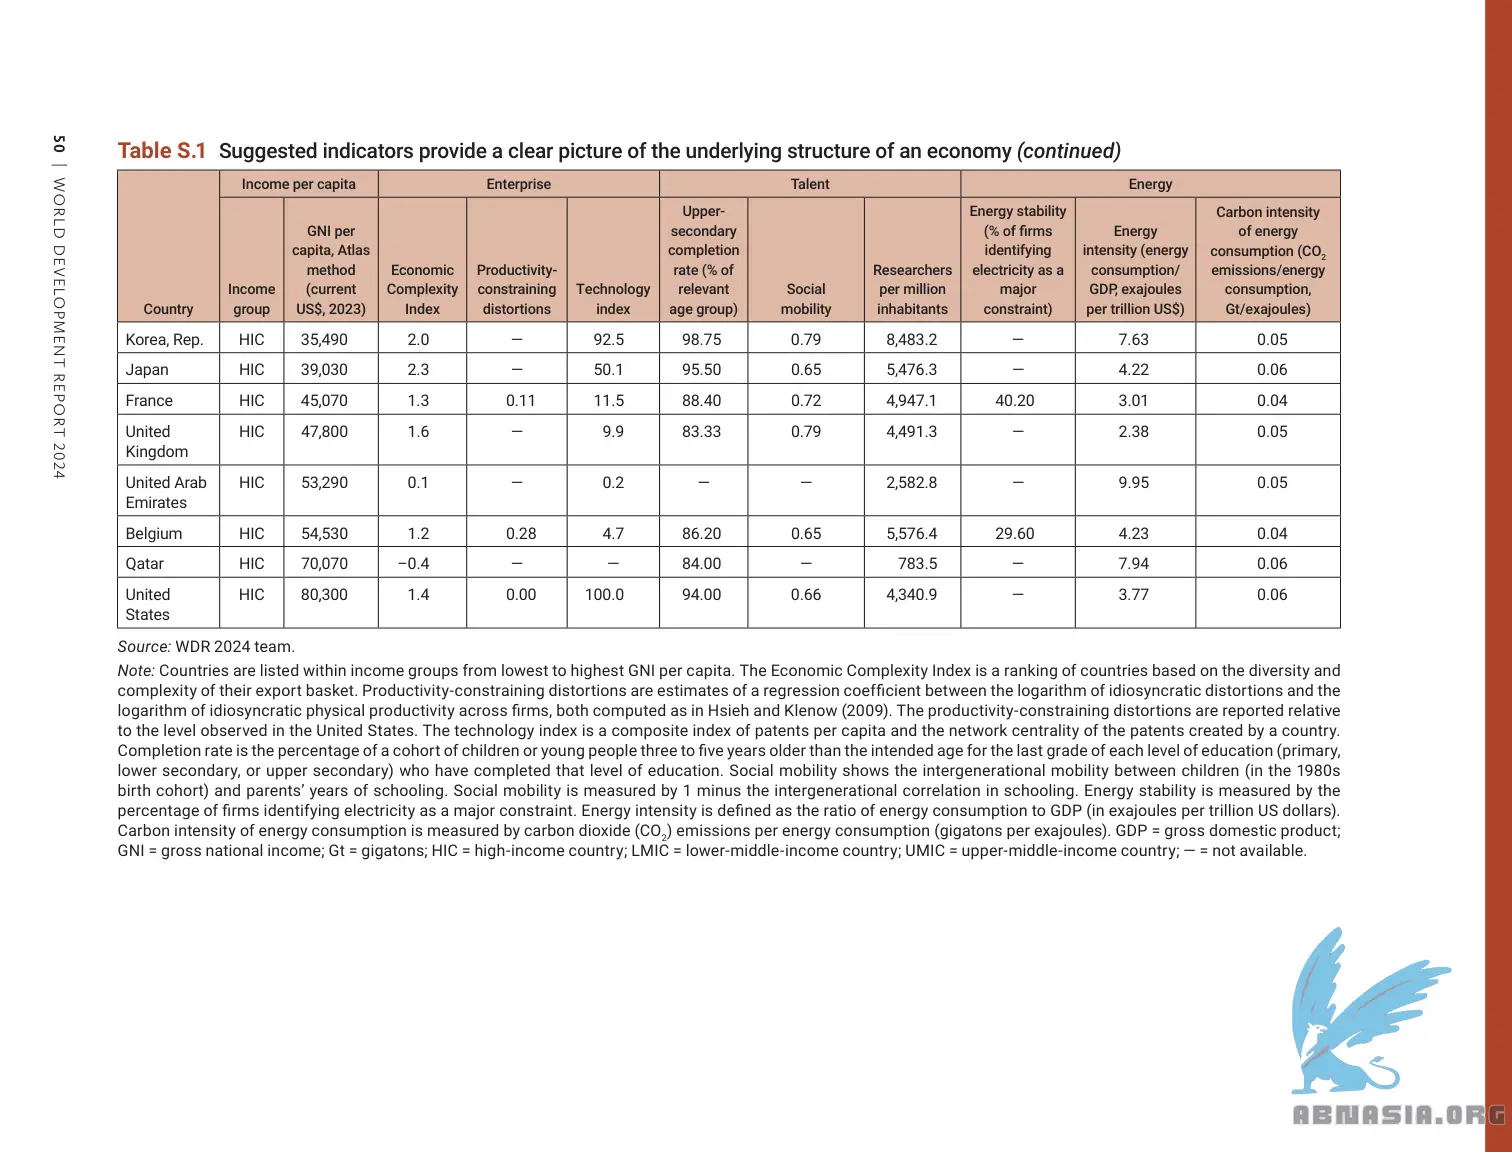 50 | WORLD DEVELOPMENT REPORT 2024
Table S.1 Suggested indicators provide a clear picture of the underlying structure of an economy (continued)
Income per capita Enterprise Talent Energy
Country Income group GNI per capita, Atlas method (current US$, 2023) Economic Complexity Index Productivity-constraining distortions Technology index Upper-secondary completion rate (% of relevant age group) Social mobility Researchers per million inhabitants Energy stability (% of firms identifying electricity as a major constraint) Energy intensity (energy consumption/GDP, exajoules per trillion US$) Carbon intensity of energy consumption (CO2 emissions/energy consumption, Gt/exajoules)
Korea, Rep. HIC 35,490 2.0 — 92.5 98.75 0.79 8,483.2 — 7.63 0.05
Japan HIC 39,030 2.3 — 50.1 95.50 0.65 5,476.3 — 4.22 0.06
France HIC 45,070 1.3 0.11 11.5 88.40 0.72 4,947.1 40.20 3.01 0.04
United Kingdom HIC 47,800 1.6 — 9.9 83.33 0.79 4,491.3 — 2.38 0.05
United Arab Emirates HIC 53,290 0.1 — 0.2 — — 2,582.8 — 9.95 0.05
Belgium HIC 54,530 1.2 0.28 4.7 86.20 0.65 5,576.4 29.60 4.23 0.04
Qatar HIC 70,070 –0.4 — — 84.00 — 783.5 — 7.94 0.06
United States HIC 80,300 1.4 0.00 100.0 94.00 0.66 4,340.9 — 3.77 0.06
Source: WDR 2024 team.
Note: Countries are listed within income groups from lowest to highest GNI per capita. The Economic Complexity Index is a ranking of countries based on the diversity and
complexity of their export basket. Productivity-constraining distortions are estimates of a regression coefficient between the logarithm of idiosyncratic distortions and the
logarithm of idiosyncratic physical productivity across firms, both computed as in Hsieh and Klenow (2009). The productivity-constraining distortions are reported relative
to the level observed in the United States. The technology index is a composite index of patents per capita and the network centrality of the patents created by a country.
Completion rate is the percentage of a cohort of children or young people three to five years older than the intended age for the last grade of each level of education (primary,
lower secondary, or upper secondary) who have completed that level of education. Social mobility shows the intergenerational mobility between children (in the 1980s
birth cohort) and parents' years of schooling. Social mobility is measured by 1 minus the intergenerational correlation in schooling. Energy stability is measured by the
percentage of firms identifying electricity as a major constraint. Energy intensity is defined as the ratio of energy consumption to GDP (in exajoules per trillion US dollars).
Carbon intensity of energy consumption is measured by carbon dioxide (CO2) emissions per energy consumption (gigatons per exajoules). GDP = gross domestic product;
GNI = gross national income; Gt = gigatons; HIC = high-income country; LMIC = lower-middle-income country; UMIC = upper-middle-income country; — = not available.
ABNASIA.ORG